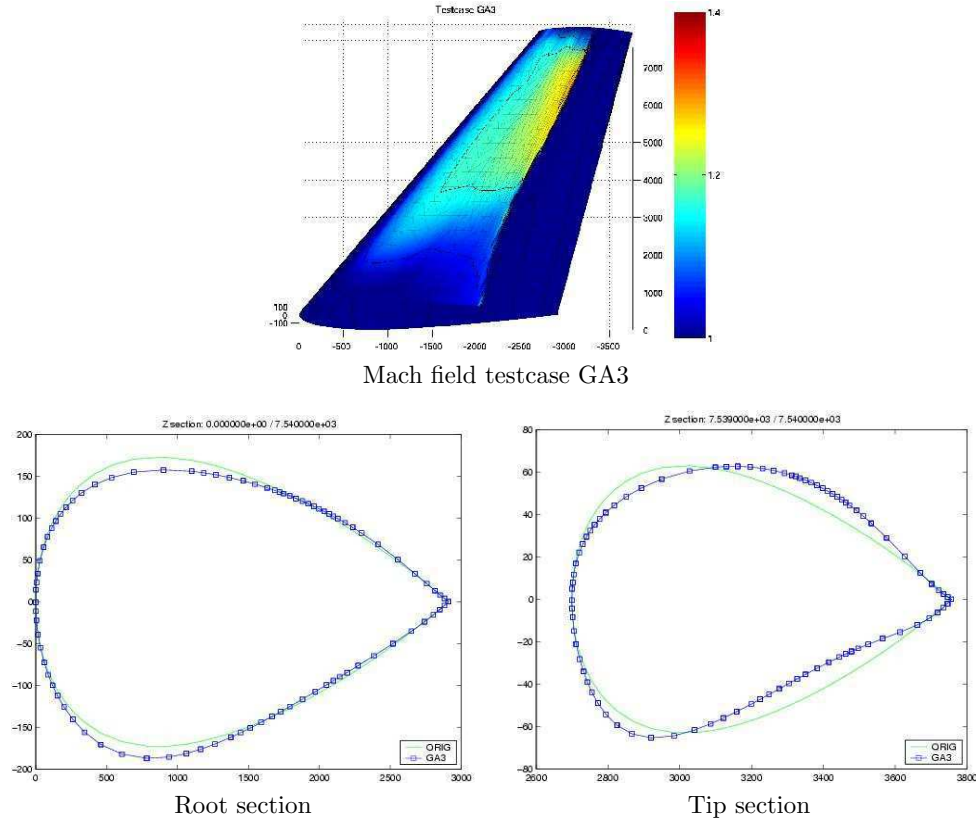 Testcase GA3
1.4
1.2
1
7000
6000
5000
4000
3000
2000
1000
0
100
0
-100
0 -500 -1000 -1500 -2000 -2500 -3000 -3500
Mach field testcase GA3
Z section: 0.000000e+00 / 7.540000e+03
200
150
100
50
0
−50
−100
−150
−200
0 500 1000 1500 2000 2500 3000
ORIG
GA3
Root section
Z section: 7.539000e+03 / 7.540000e+03
80
60
40
20
0
−20
−40
−60
−80
2600 2800 3000 3200 3400 3600 3800
ORIG
GA3
Tip section